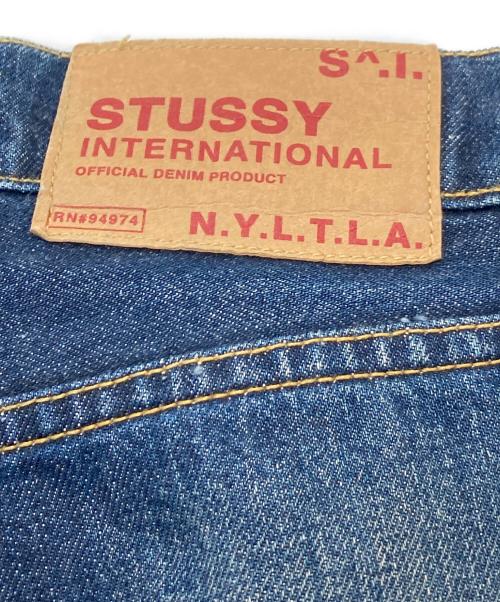 S^.I.
STUSSY
INTERNATIONAL
OFFICIAL DENIM PRODUCT
RN#94974
N.Y.L.T.L.A.